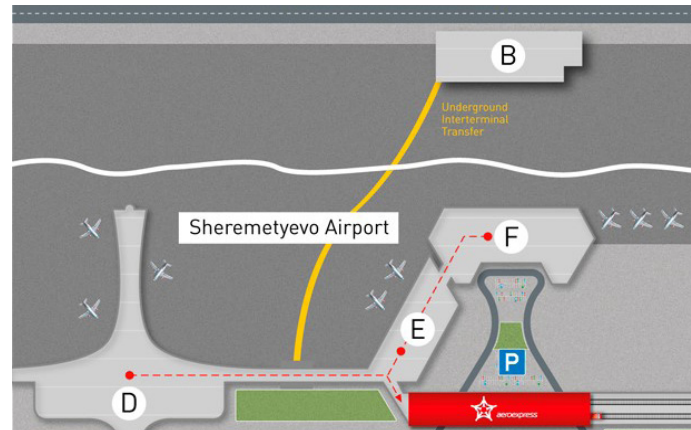 B
Underground
Interterminal
Transfer
Sheremetyevo Airport
F
E
P
D
aeroexpress